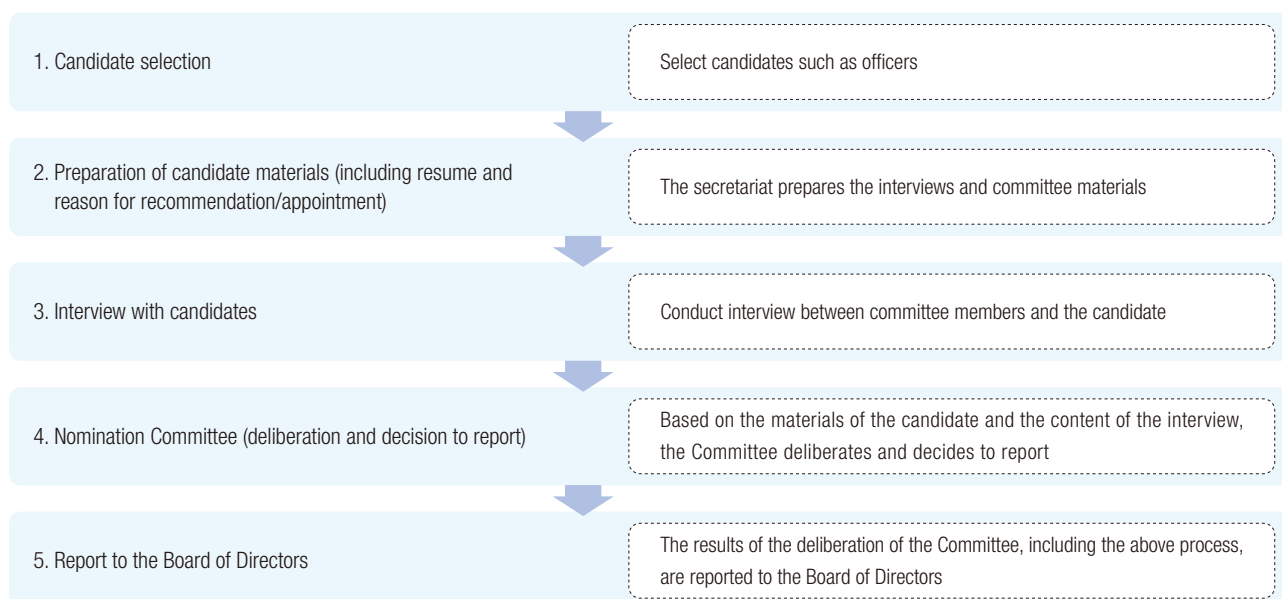 1. Candidate selection
Select candidates such as officers
2. Preparation of candidate materials (including resume and
reason for recommendation/appointment)
The secretariat prepares the interviews and committee materials
3. Interview with candidates
Conduct interview between committee members and the candidate
4. Nomination Committee (deliberation and decision to report)
Based on the materials of the candidate and the content of the interview,
the Committee deliberates and decides to report
5. Report to the Board of Directors
The results of the deliberation of the Committee, including the above process,
are reported to the Board of Directors